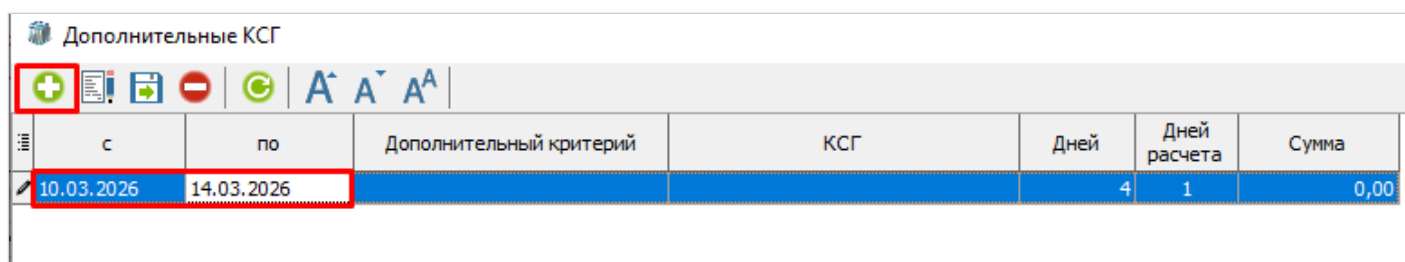 Дополнительные КСГ
A A AA
с по Дополнительный критерий КСГ Дней Дней расчета Сумма
10.03.2026 14.03.2026 4 1 0,00